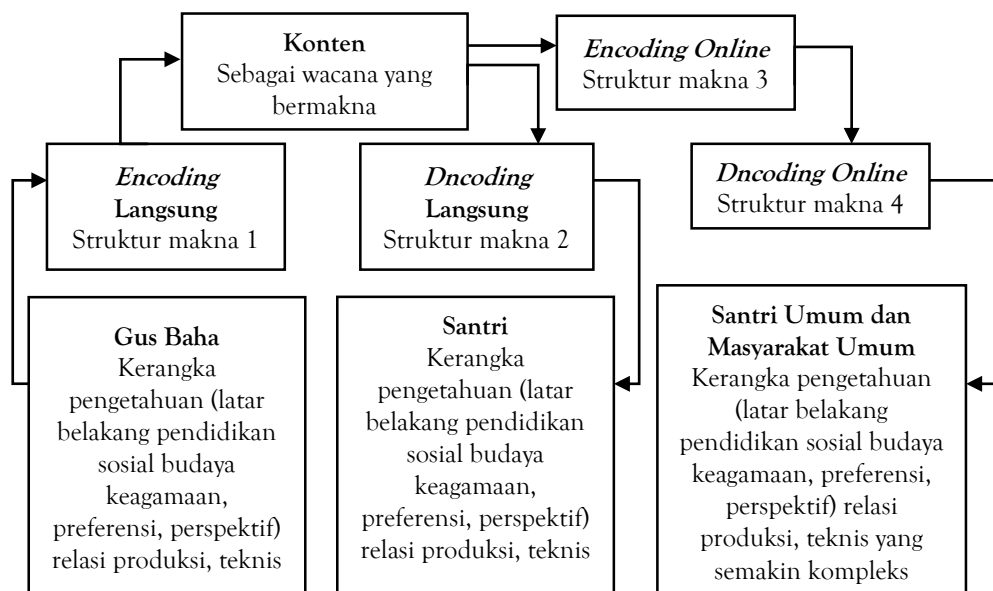 Konten
Sebagai wacana yang
bermakna
Encoding Online
Struktur makna 3
Encoding
Langsung
Struktur makna 1
Dncoding
Langsung
Struktur makna 2
Dncoding Online
Struktur makna 4
Gus Baha
Kerangka
pengetahuan (latar
belakang pendidikan
sosial budaya
keagamaan,
preferensi, perspektif)
relasi produksi, teknis
Santri
Kerangka
pengetahuan (latar
belakang pendidikan
sosial budaya
keagamaan,
preferensi, perspektif)
relasi produksi, teknis
Santri Umum dan
Masyarakat Umum
Kerangka pengetahuan
(latar belakang
pendidikan sosial budaya
keagamaan, preferensi,
perspektif) relasi
produksi, teknis yang
semakin kompleks